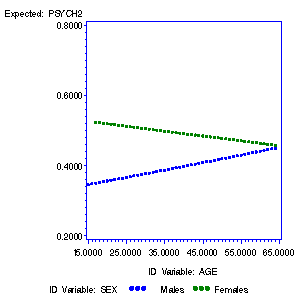 Expected: PSYCH2
0.8000
0.6000
0.4000
0.2000
15.0000 25.0000 35.0000 45.0000 55.0000 65.0000
ID Variable: AGE
ID Variable: SEX Males Females